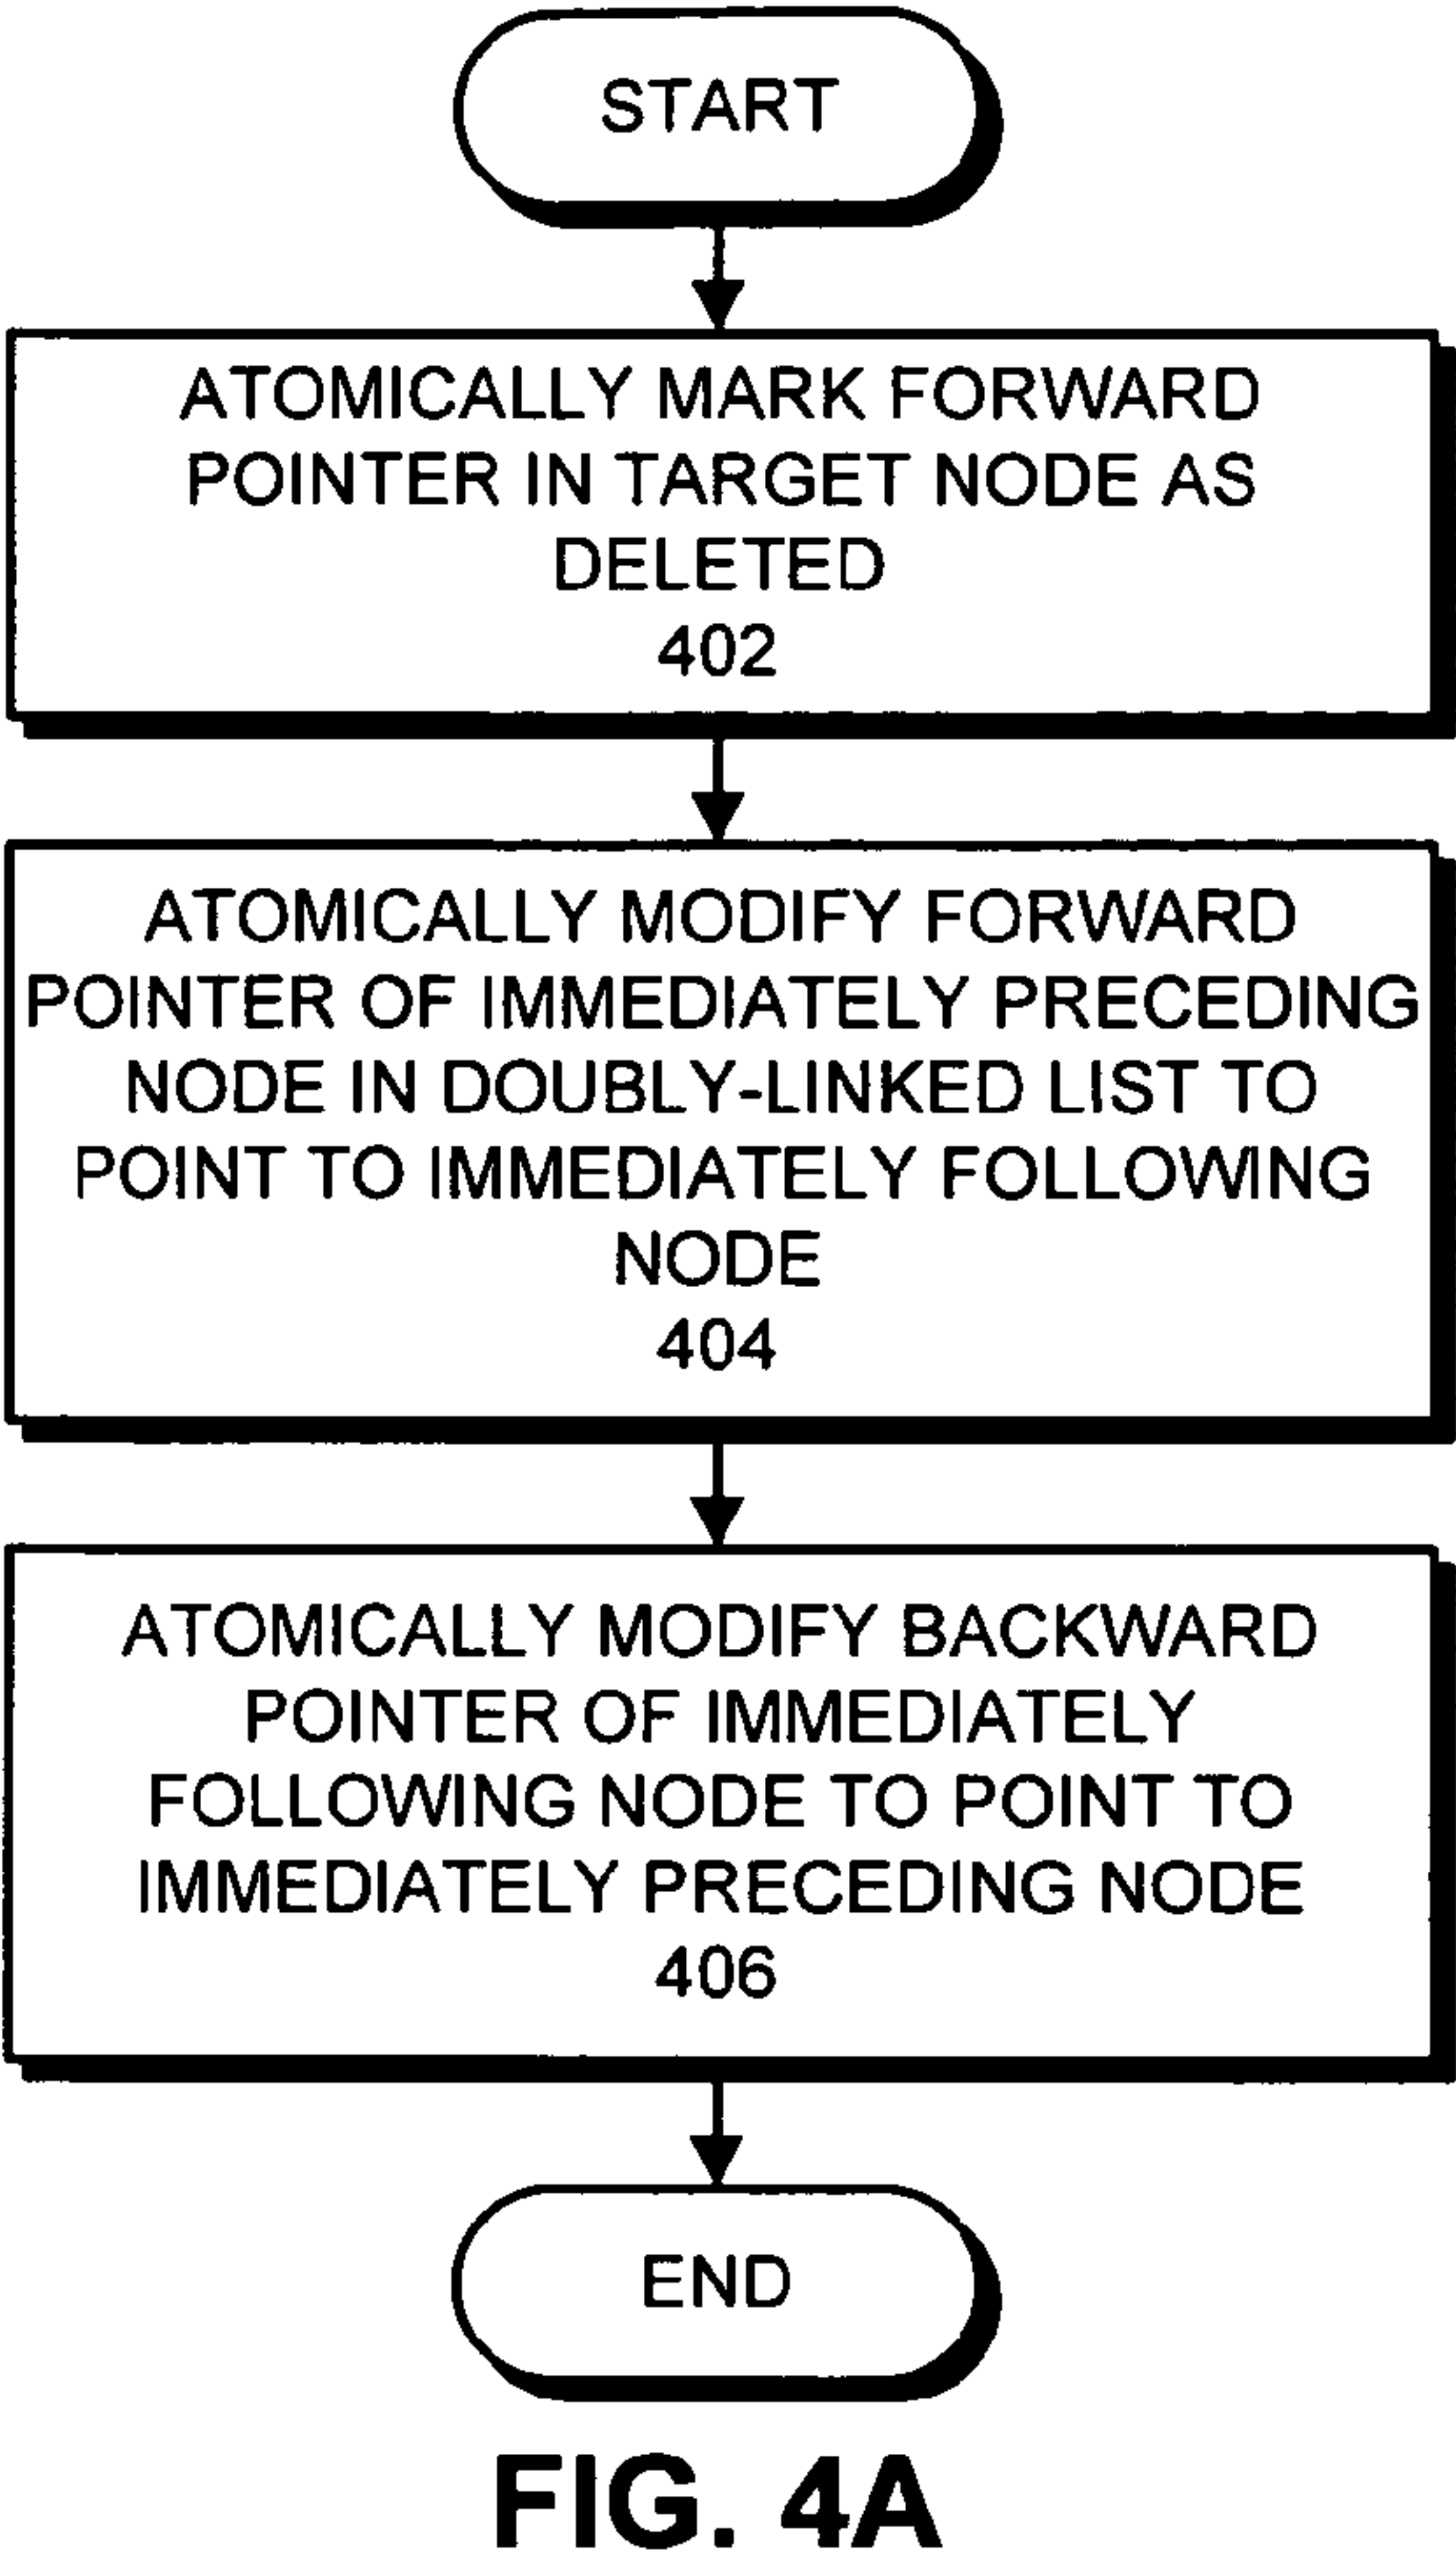 START
ATOMICALLY MARK FORWARD
POINTER IN TARGET NODE AS
DELETED
402
ATOMICALLY MODIFY FORWARD
POINTER OF IMMEDIATELY PRECEDING
NODE IN DOUBLY-LINKED LIST TO
POINT TO IMMEDIATELY FOLLOWING
NODE
404
ATOMICALLY MODIFY BACKWARD
POINTER OF IMMEDIATELY
FOLLOWING NODE TO POINT TO
IMMEDIATELY PRECEDING NODE
406
END
FIG. 4A